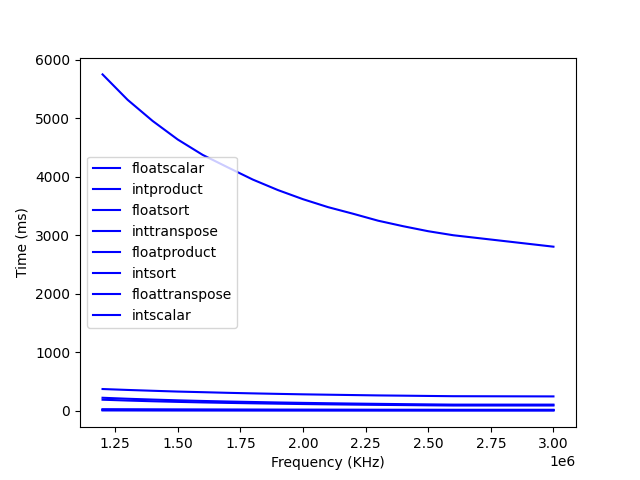 6000
5000
4000
3000
2000
1000
0
Time (ms)
floatscalar
intproduct
floatsort
inttranspose
floatproduct
intsort
floattranspose
intscalar
1.25 1.50 1.75 2.00 2.25 2.50 2.75 3.00
Frequency (KHz)
1e6